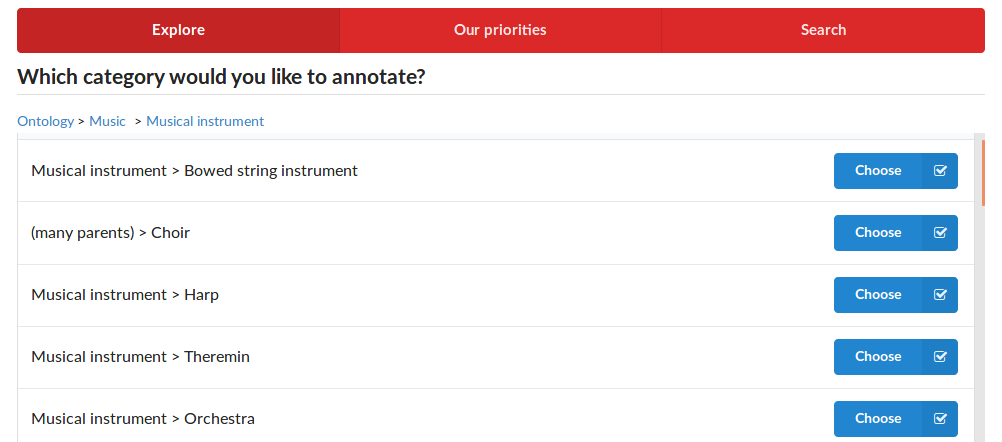 Explore Our priorities Search
Which category would you like to annotate?
Ontology > Music > Musical instrument
Musical instrument > Bowed string instrument Choose
(many parents) > Choir Choose
Musical instrument > Harp Choose
Musical instrument > Theremin Choose
Musical instrument > Orchestra Choose